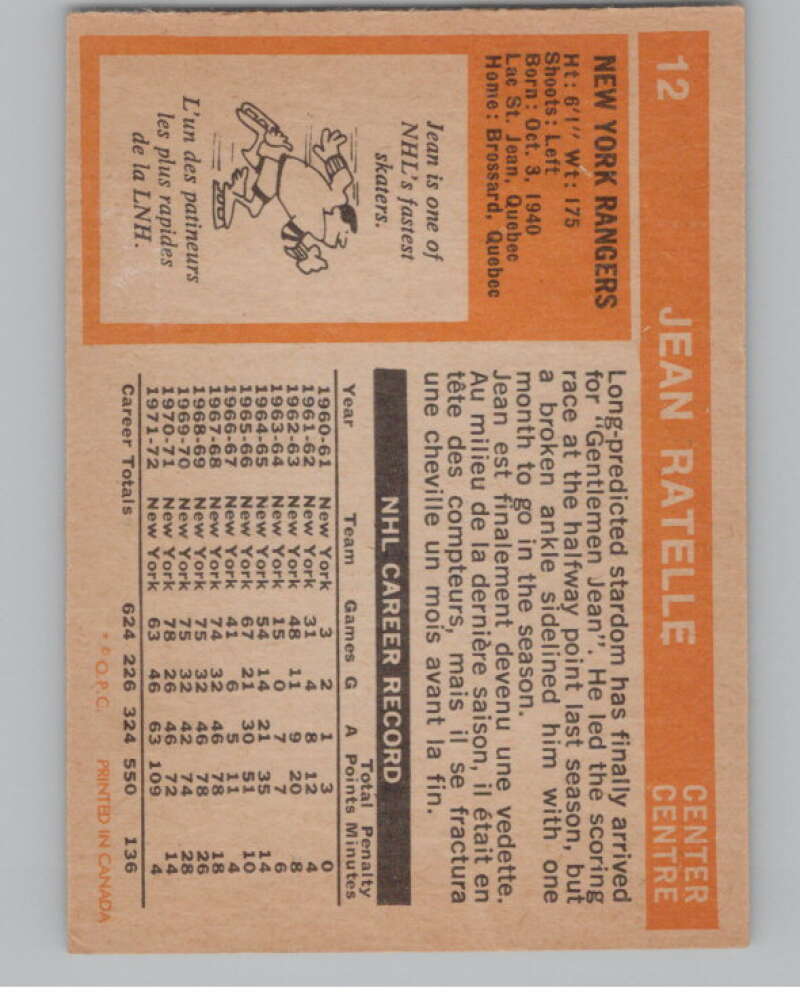 12 JEAN RATELLE CENTER
CENTRE
NEW YORK RANGERS
Ht: 6'1" Wt: 175
Shoots: Left
Born: Oct. 3, 1940
Lac St. Jean, Quebec
Home: Brossard, Quebec
Jean is one of
NHL's fastest
skaters.
L'un des patineurs
les plus rapides
de la LNH.
Long-predicted stardom has finally arrived
for "Gentlemen Jean". He led the scoring
race at the halfway point last season, but
a broken ankle sidelined him with one
month to go in the season.
Jean est finalement devenu une vedette.
Au milieu de la dernière saison, il était en
tête des compteurs, mais il se fractura
une cheville un mois avant la fin.
NHL CAREER RECORD
Total Penalty
Year Team Games G A Points Minutes
1960-61 New York 3 2 1 3 0
1961-62 New York 31 4 8 12 4
1962-63 New York 48 11 9 20 8
1963-64 New York 15 0 7 7 6
1964-65 New York 54 14 21 35 14
1965-66 New York 67 21 30 51 10
1966-67 New York 41 6 5 11 4
1967-68 New York 74 32 46 78 18
1968-69 New York 75 32 46 78 26
1969-70 New York 75 32 42 74 28
1970-71 New York 78 26 46 72 14
1971-72 New York 63 46 63 109 4
Career Totals 624 226 324 550 136
* © O.P.C. PRINTED IN CANADA